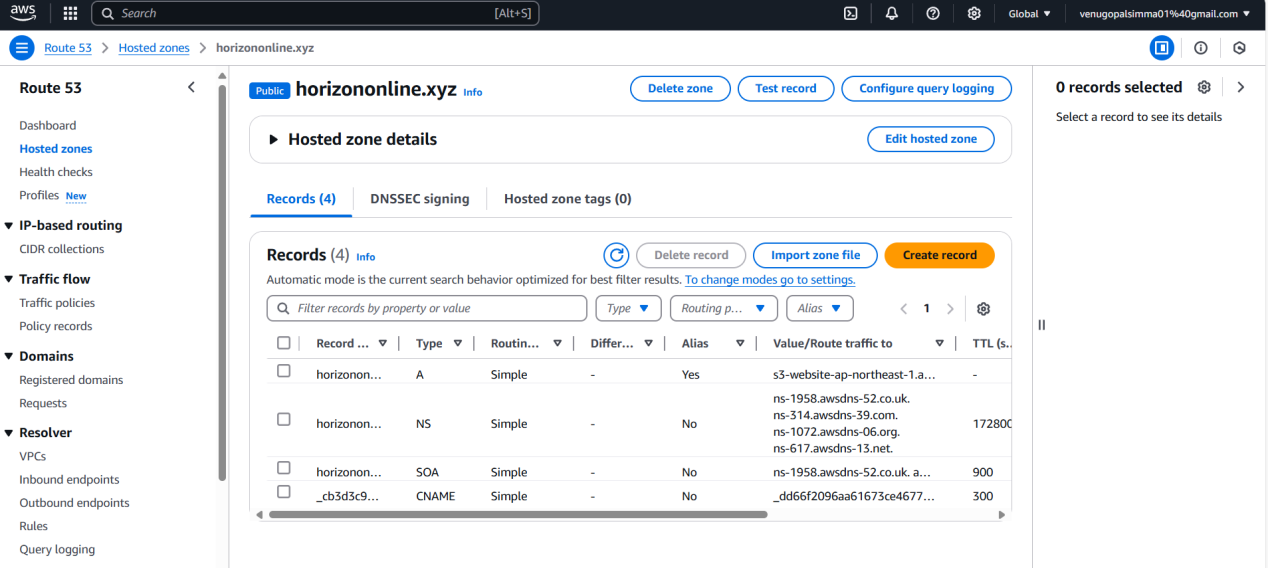 aws
Search [Alt+S]
Global
venugopalsimma01%40gmail.com
Route 53 > Hosted zones > horizononline.xyz
Route 53
Dashboard
Hosted zones
Health checks
Profiles New
IP-based routing
CIDR collections
Traffic flow
Traffic policies
Policy records
Domains
Registered domains
Requests
Resolver
VPCs
Inbound endpoints
Outbound endpoints
Rules
Query logging
Public horizononline.xyz Info
Delete zone Test record Configure query logging
Hosted zone details Edit hosted zone
Records (4) DNSSEC signing Hosted zone tags (0)
Records (4) Info Delete record Import zone file Create record
Automatic mode is the current search behavior optimized for best filter results. To change modes go to settings.
Filter records by property or value Type Routing p... Alias 1
Record ... Type Routin... Differ... Alias Value/Route traffic to TTL (s...
horizonon... A Simple - Yes s3-website-ap-northeast-1.a... -
horizonon... NS Simple - No ns-1958.awsdns-52.co.uk.
ns-314.awsdns-39.com.
ns-1072.awsdns-06.org.
ns-617.awsdns-13.net.
172800
horizonon... SOA Simple - No ns-1958.awsdns-52.co.uk. a... 900
_cb3d3c9... CNAME Simple - No _dd66f2096aa61673ce4677... 300
0 records selected
Select a record to see its details